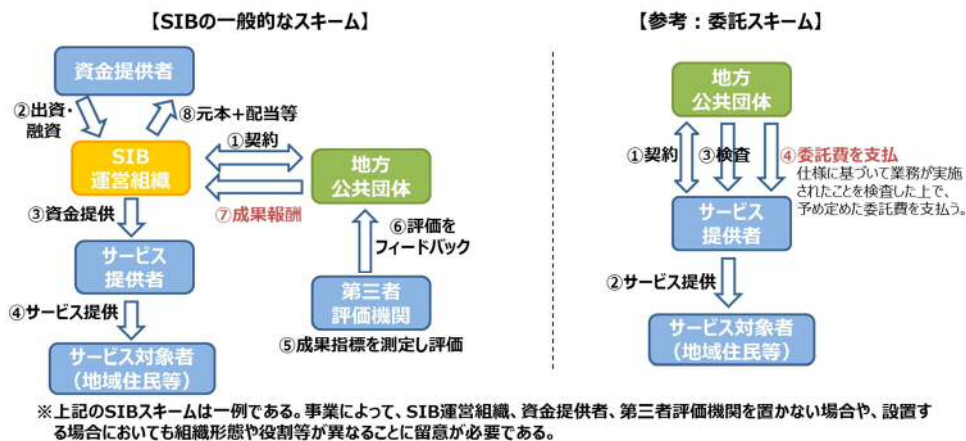 【SIBの一般的なスキーム】
資金提供者
②出資・
融資
⑧元本+配当等
SIB
運営組織
①契約
地方
公共団体
⑦成果報酬
③資金提供
サービス
提供者
⑥評価を
フィードバック
④サービス提供
第三者
評価機関
⑤成果指標を測定し評価
サービス対象者
(地域住民等)
【参考:委託スキーム】
地方
公共団体
①契約
③検査
④委託費を支払
仕様に基づいて業務が実施
されたことを検査した上で、
予め定めた委託費を支払う。
サービス
提供者
②サービス提供
サービス対象者
(地域住民等)
※上記のSIBスキームは一例である。事業によって、SIB運営組織、資金提供者、第三者評価機関を置かない場合や、設置す
る場合においても組織形態や役割等が異なることに留意が必要である。